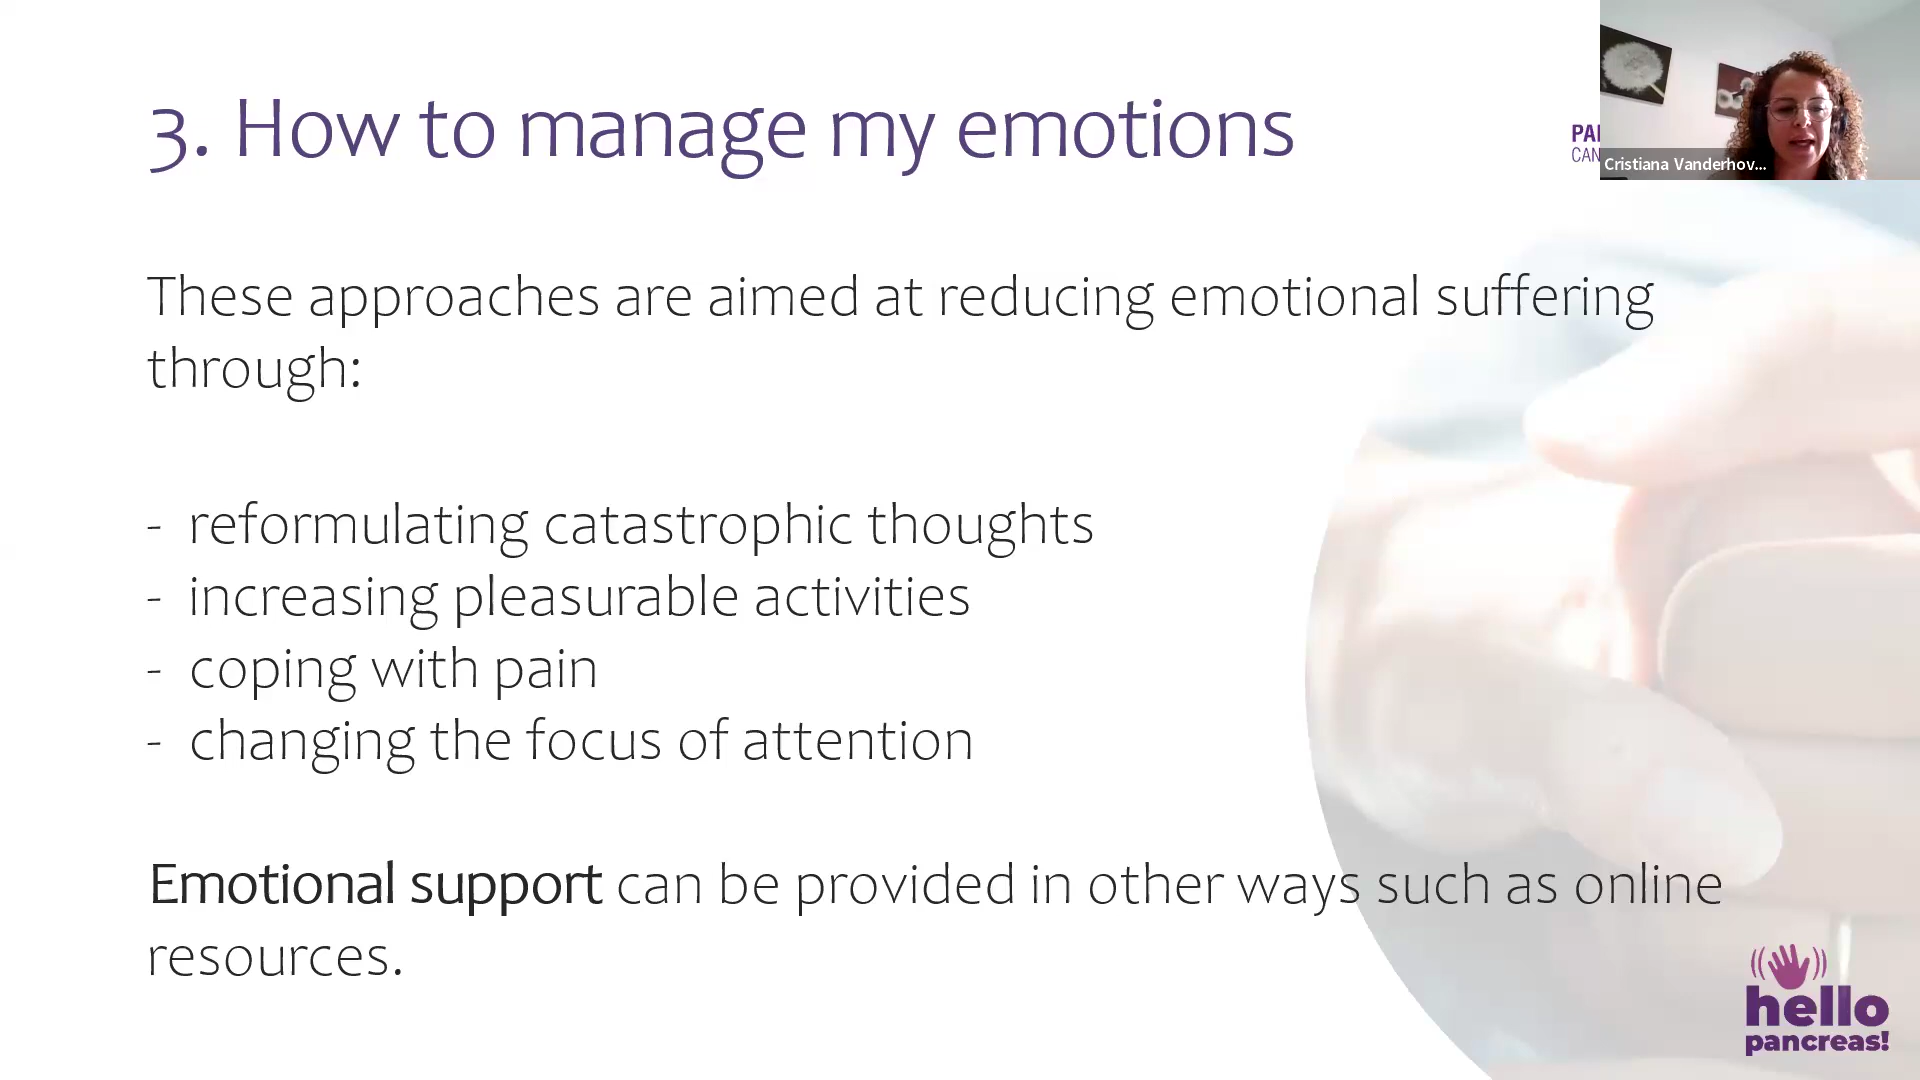 3. How to manage my emotions
Cristiana Vanderhov...
These approaches are aimed at reducing emotional suffering
through:
- reformulating catastrophic thoughts
- increasing pleasurable activities
- coping with pain
- changing the focus of attention
Emotional support can be provided in other ways such as online
resources.
hello
pancreas!